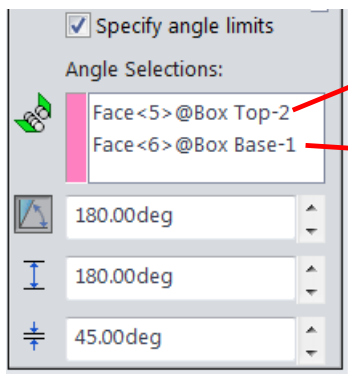 Specify angle limits
Angle Selections:
Face<5>@Box Top-2
Face<6>@Box Base-1
180.00deg
180.00deg
45.00deg